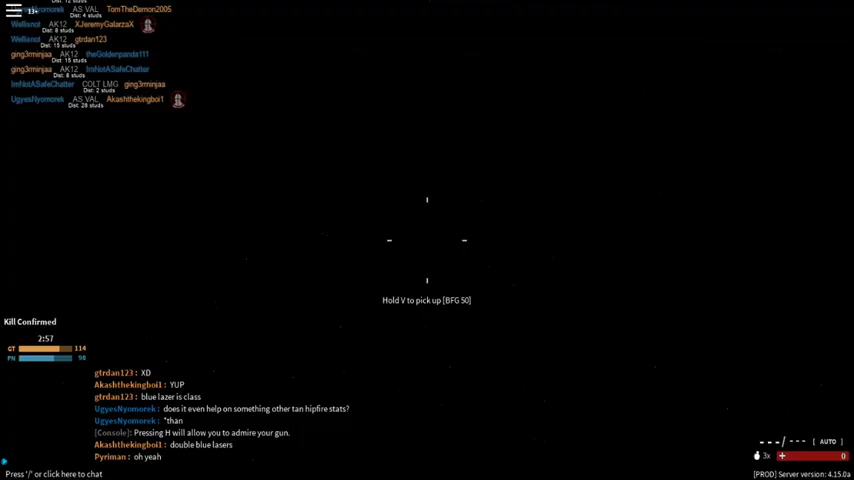 13+
AS VAL TomTheDemon2005
Dist: 4 studs
Wellisnot AK12 XJeremyGalarzaX
Dist: 8 studs
Wellisnot AK12 gtrdan123
Dist: 15 studs
ging3rninjaa AK12 theGoldenpanda111
Dist: 15 studs
ging3rninjaa AK12 ImNotASafeChatter
Dist: 8 studs
ImNotASafeChatter COLT LMG ging3rninjaa
Dist: 2 studs
UgyesNyomorek AS VAL Akashthekingboi1
Dist: 28 studs
Hold V to pick up [BFG 50]
Kill Confirmed
2:57
GT 114
PN 98
gtrdan123 : XD
Akashthekingboi1 : YUP
gtrdan123 : blue lazer is class
UgyesNyomorek : does it even help on something other tan hipfire stats?
UgyesNyomorek : *than
[Console] : Pressing H will allow you to admire your gun.
Akashthekingboi1 : double blue lasers
Pyriman : oh yeah
---/--- [ AUTO ]
3x + 0
Press '/' or click here to chat
[PROD] Server version: 4.15.0a